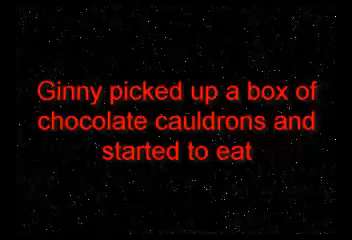 Ginny picked up a box of
chocolate cauldrons and
started to eat